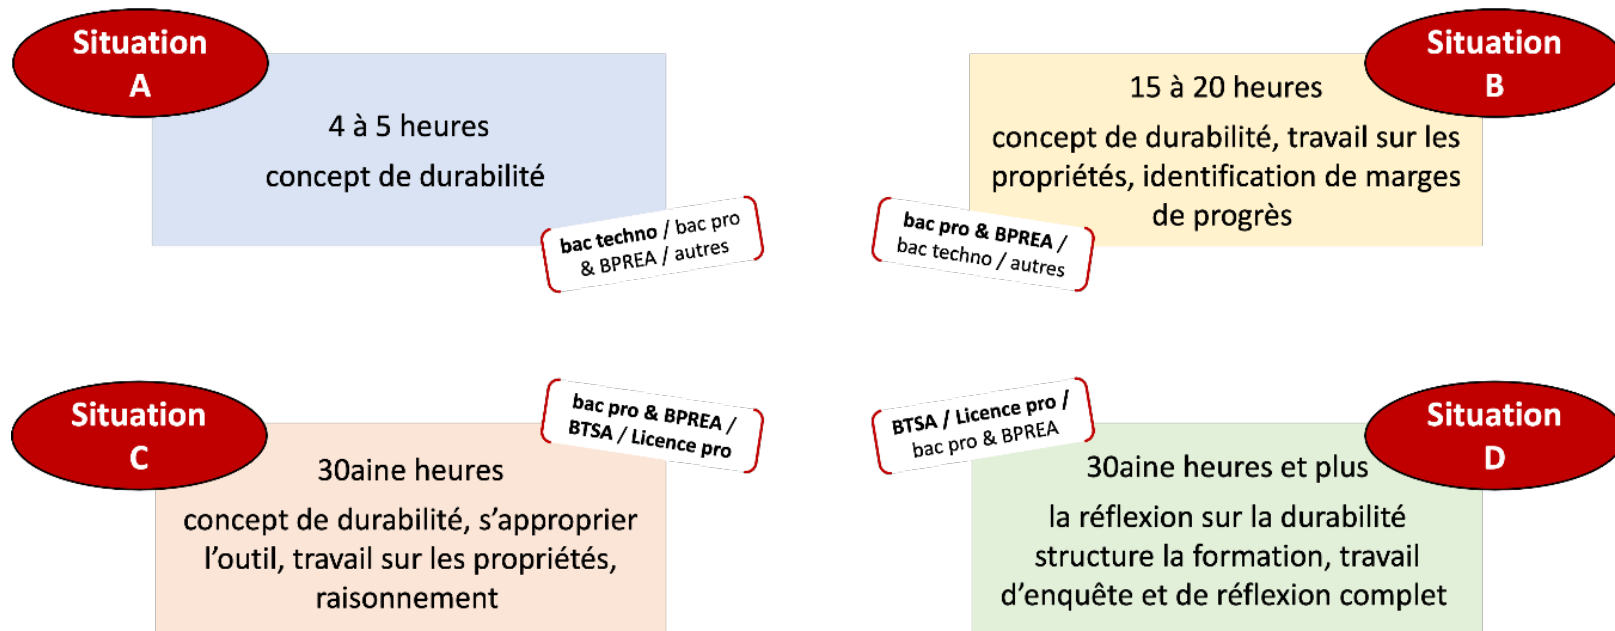 Situation
A
4 à 5 heures
concept de durabilité
bac techno / bac pro
& BPREA / autres
Situation
B
15 à 20 heures
concept de durabilité, travail sur les
propriétés, identification de marges
de progrès
bac pro & BPREA /
bac techno / autres
Situation
C
bac pro & BPREA /
BTSA / Licence pro
30aine heures
concept de durabilité, s’approprier
l’outil, travail sur les propriétés,
raisonnement
Situation
D
BTSA / Licence pro /
bac pro & BPREA
30aine heures et plus
la réflexion sur la durabilité
structure la formation, travail
d’enquête et de réflexion complet